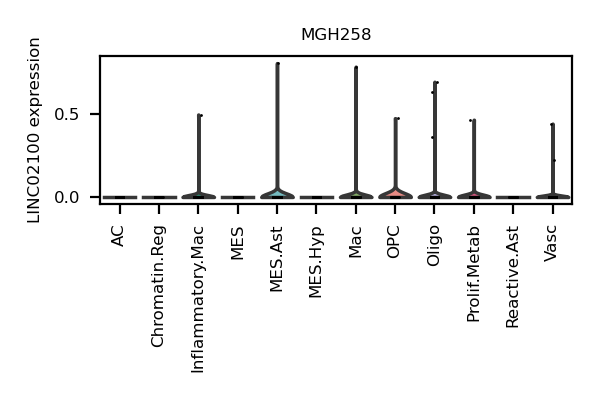 MGH258
LINC02100 expression
0.5
0.0
AC
Chromatin.Reg
Inflammatory.Mac
MES
MES.Ast
MES.Hyp
Mac
OPC
Oligo
Prolif.Metab
Reactive.Ast
Vasc